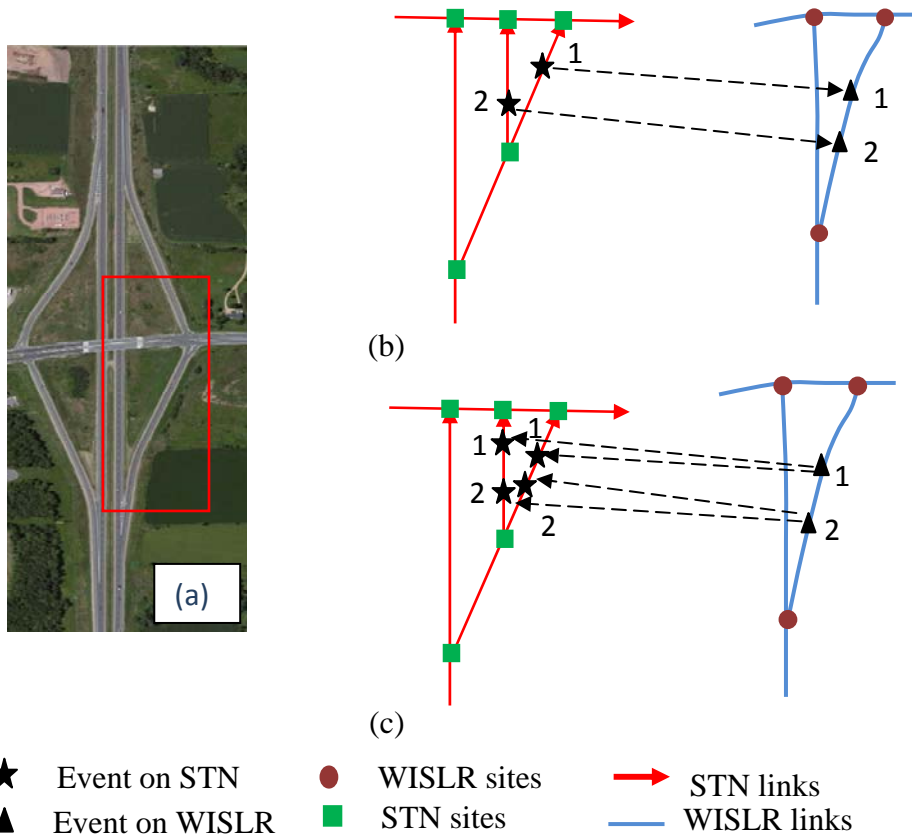 1
2
1
2
(b)
(a)
1
1
2
2
1
2
(c)
Event on STN
WISLR sites
STN links
Event on WISLR
STN sites
WISLR links